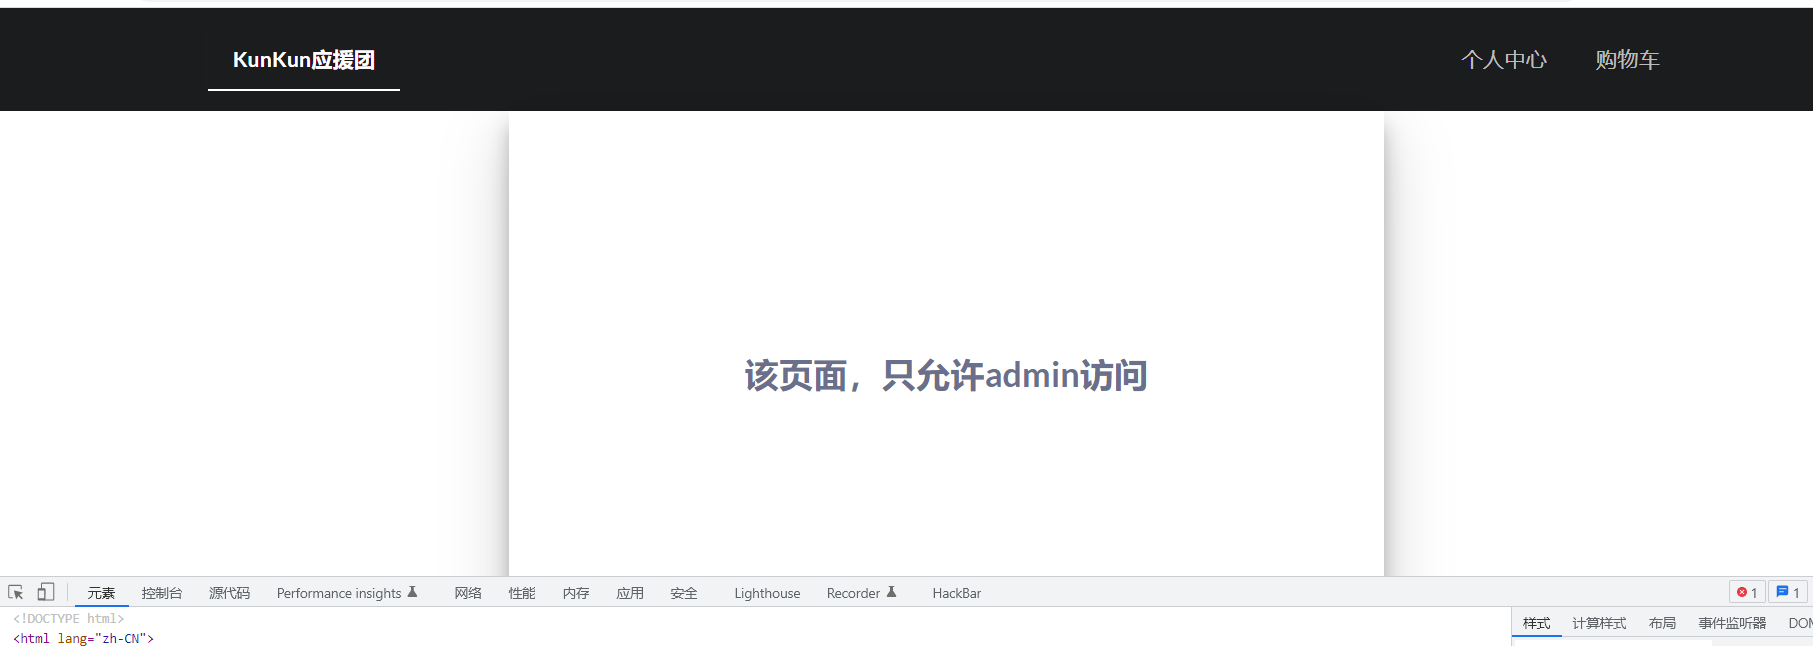 KunKun应援团 个人中心 购物车
该页面，只允许admin访问
元素 控制台 源代码 Performance insights 网络 性能 内存 应用 安全 Lighthouse Recorder HackBar 1 1
<!DOCTYPE html>
<html lang="zh-CN">
样式 计算样式 布局 事件监听器 DOM